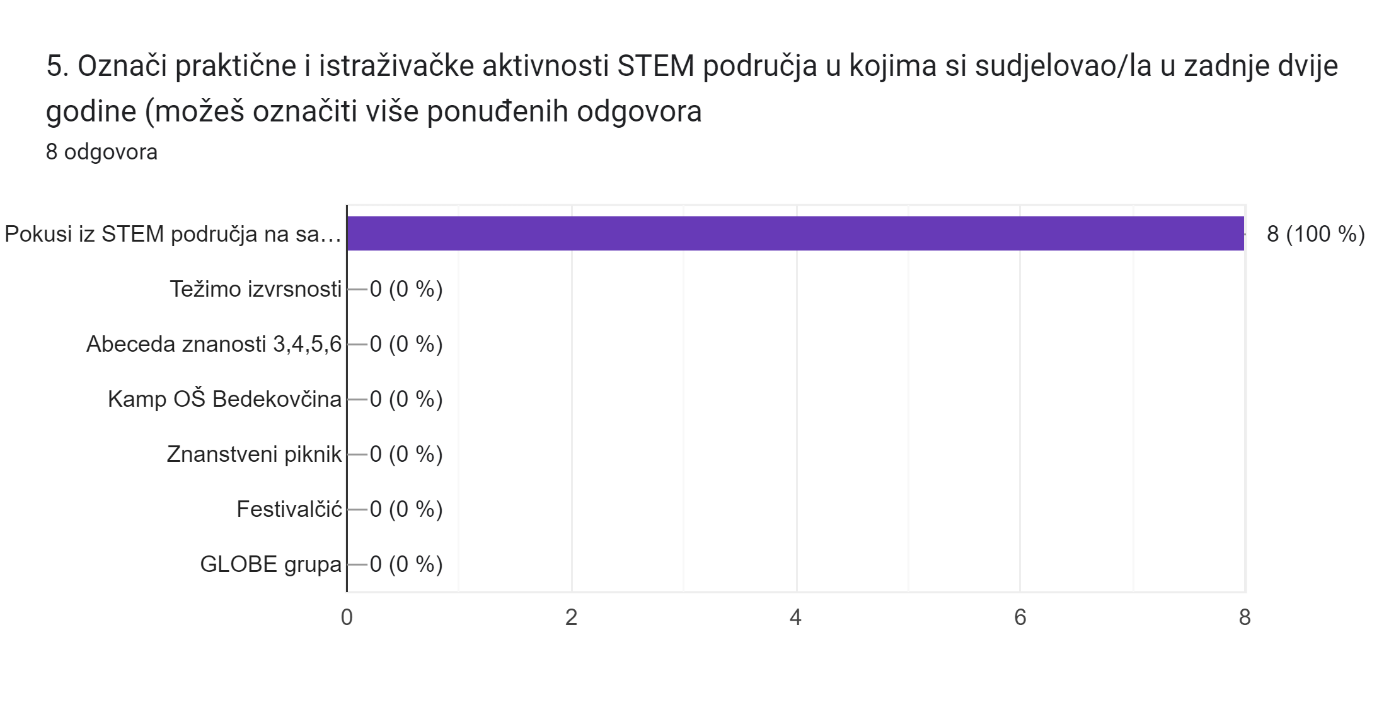 5. Označi praktične i istraživačke aktivnosti STEM područja u kojima si sudjelovao/la u zadnje dvije
godine (možeš označiti više ponuđenih odgovora
8 odgovora
Pokusi iz STEM područja na sa… 8 (100 %)
Težimo izvrsnosti 0 (0 %)
Abeceda znanosti 3,4,5,6 0 (0 %)
Kamp OŠ Bedekovčina 0 (0 %)
Znanstveni piknik 0 (0 %)
Festivalčić 0 (0 %)
GLOBE grupa 0 (0 %)
0 2 4 6 8